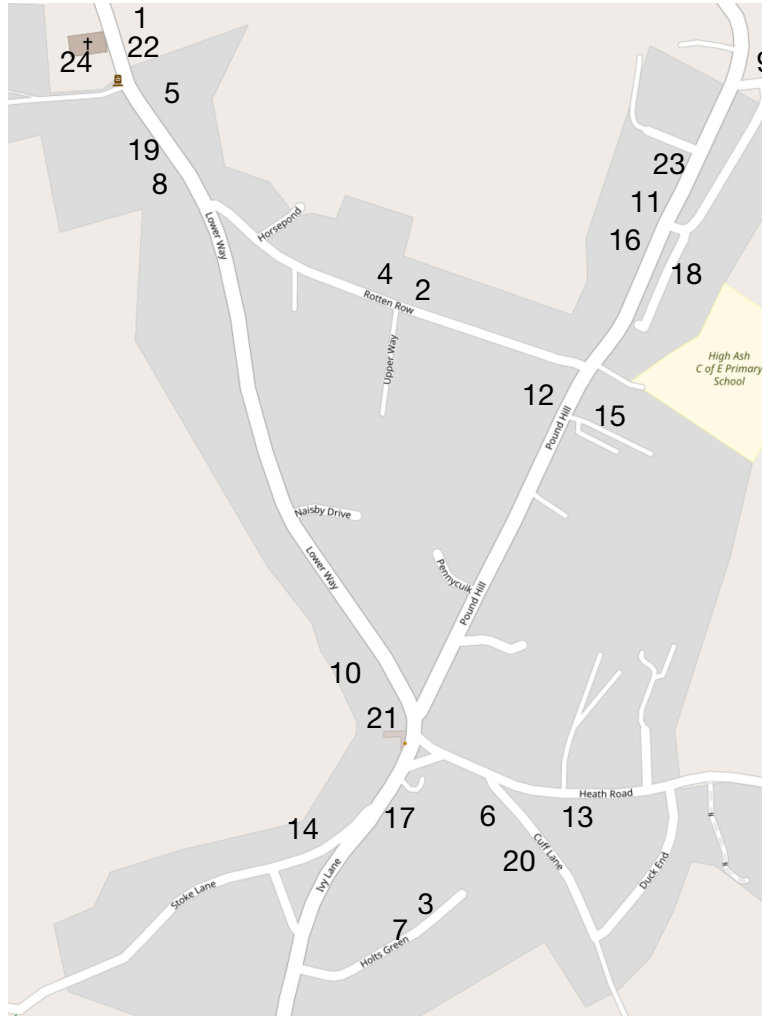 1
22
24
5
9
19
8
23
11
16
18
Horsepond
Lower Way
4
2
Rotten Row
Upper Way
High Ash
C of E Primary
School
12
15
Pound Hill
Naisby Drive
Lower Way
Pennycuik
Pound Hill
10
21
Heath Road
17
6
13
14
20
Cuff Lane
Ivy Lane
Duck End
Stoke Lane
3
7
Holts Green